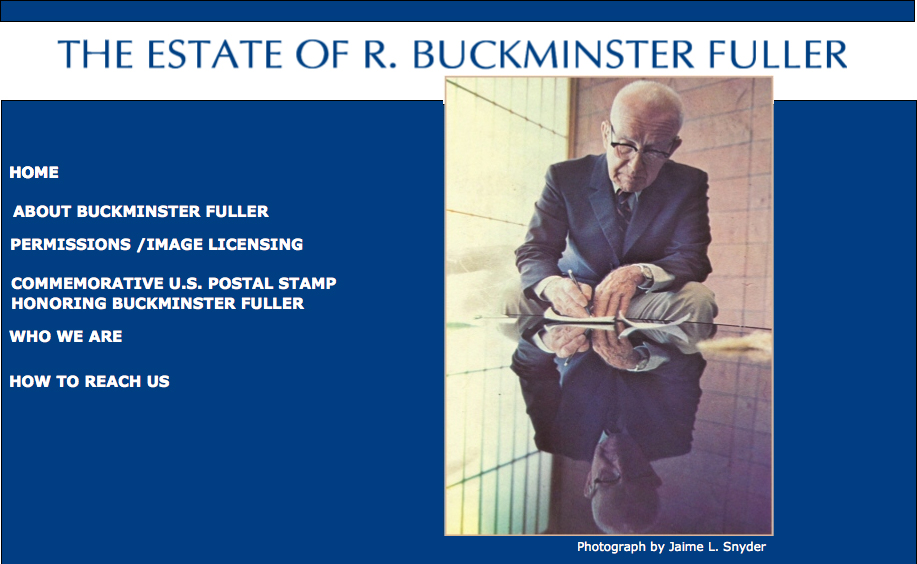 THE ESTATE OF R. BUCKMINSTER FULLER
HOME
ABOUT BUCKMINSTER FULLER
PERMISSIONS /IMAGE LICENSING
COMMEMORATIVE U.S. POSTAL STAMP
HONORING BUCKMINSTER FULLER
WHO WE ARE
HOW TO REACH US
Photograph by Jaime L. Snyder